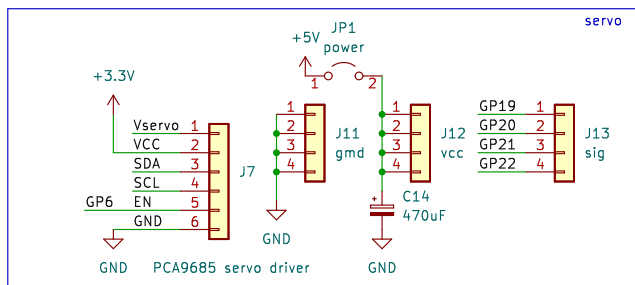 servo
JP1
power
+5V
1 2
+3.3V
Vservo 1
VCC 2
SDA 3
SCL 4
GP6 EN 5
GND 6
J7
GND
PCA9685 servo driver
1
2
3
4
J11
gmd
GND
1
2
3
4
J12
vcc
+
C14
470uF
GND
GP19 1
GP20 2
GP21 3
GP22 4
J13
sig